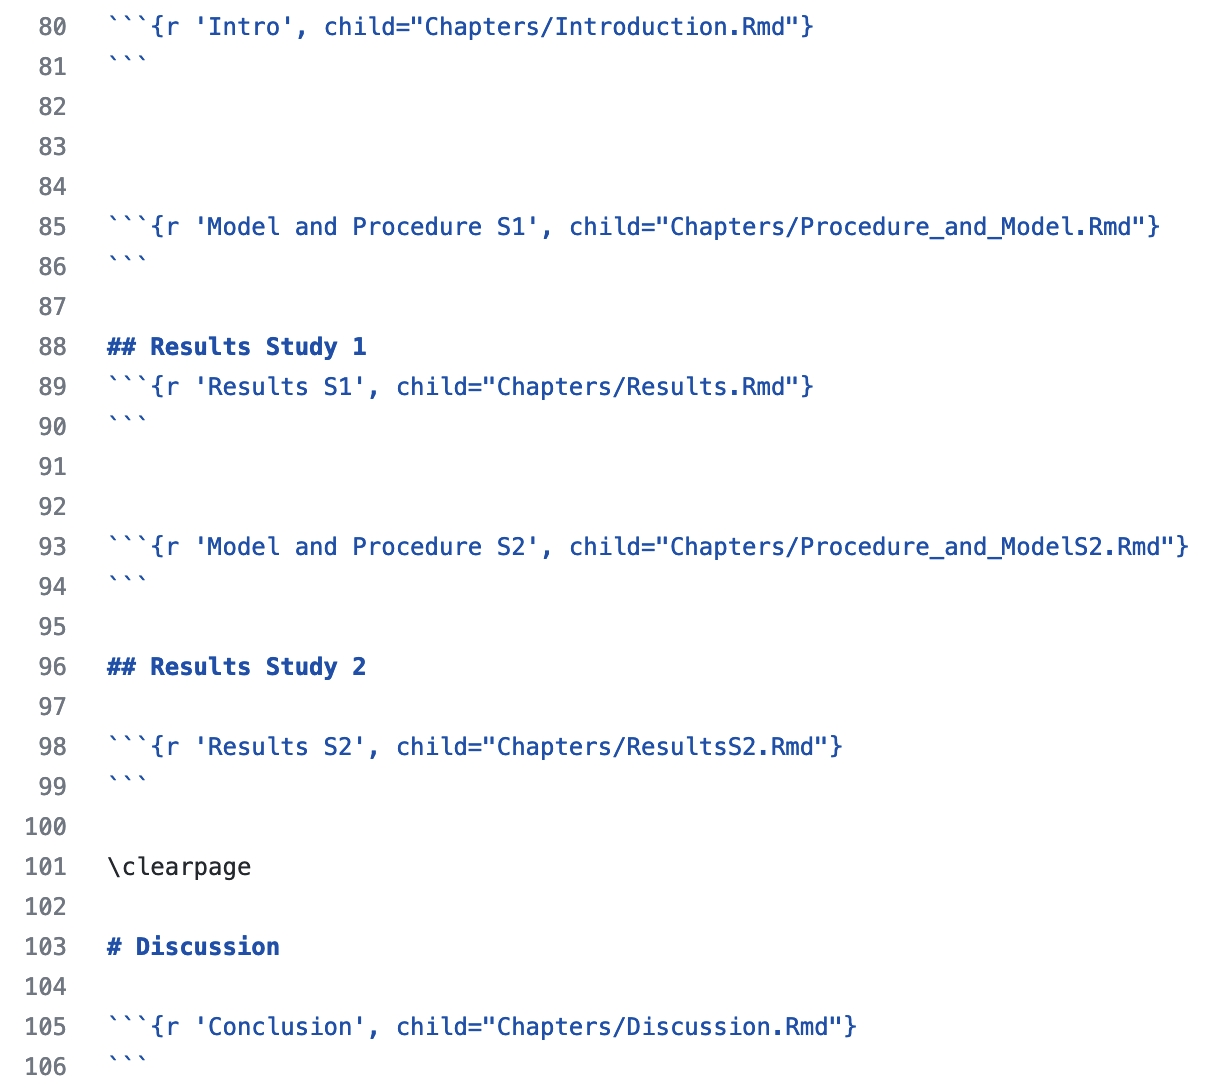 80 ```{r 'Intro', child="Chapters/Introduction.Rmd"}
81 ```
82
83
84
85 ```{r 'Model and Procedure S1', child="Chapters/Procedure_and_Model.Rmd"}
86 ```
87
88 ## Results Study 1
89 ```{r 'Results S1', child="Chapters/Results.Rmd"}
90 ```
91
92
93 ```{r 'Model and Procedure S2', child="Chapters/Procedure_and_ModelS2.Rmd"}
94 ```
95
96 ## Results Study 2
97
98 ```{r 'Results S2', child="Chapters/ResultsS2.Rmd"}
99 ```
100
101 \clearpage
102
103 # Discussion
104
105 ```{r 'Conclusion', child="Chapters/Discussion.Rmd"}
106 ```